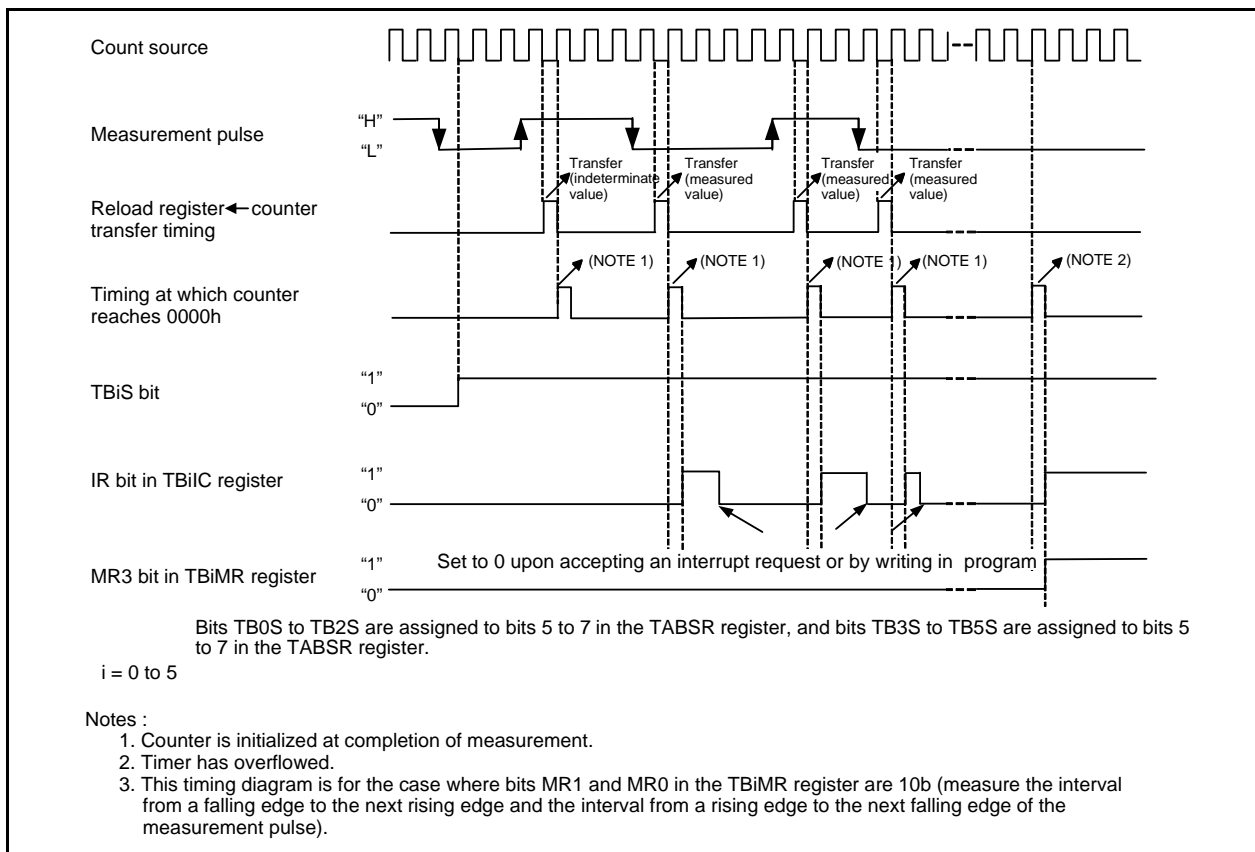 Count source
Measurement pulse
“H”
“L”
Transfer
(indeterminate
value)
Transfer
(measured
value)
Transfer
(measured
value)
Transfer
(measured
value)
Reload register←counter
transfer timing
(NOTE 1)
(NOTE 1)
(NOTE 1)
(NOTE 1)
(NOTE 2)
Timing at which counter
reaches 0000h
TBiS bit
“1”
“0”
IR bit in TBiIC register
“1”
“0”
Set to 0 upon accepting an interrupt request or by writing in program
MR3 bit in TBiMR register
“1”
“0”
Bits TB0S to TB2S are assigned to bits 5 to 7 in the TABSR register, and bits TB3S to TB5S are assigned to bits 5
to 7 in the TABSR register.
i = 0 to 5
Notes :
1. Counter is initialized at completion of measurement.
2. Timer has overflowed.
3. This timing diagram is for the case where bits MR1 and MR0 in the TBiMR register are 10b (measure the interval
from a falling edge to the next rising edge and the interval from a rising edge to the next falling edge of the
measurement pulse).